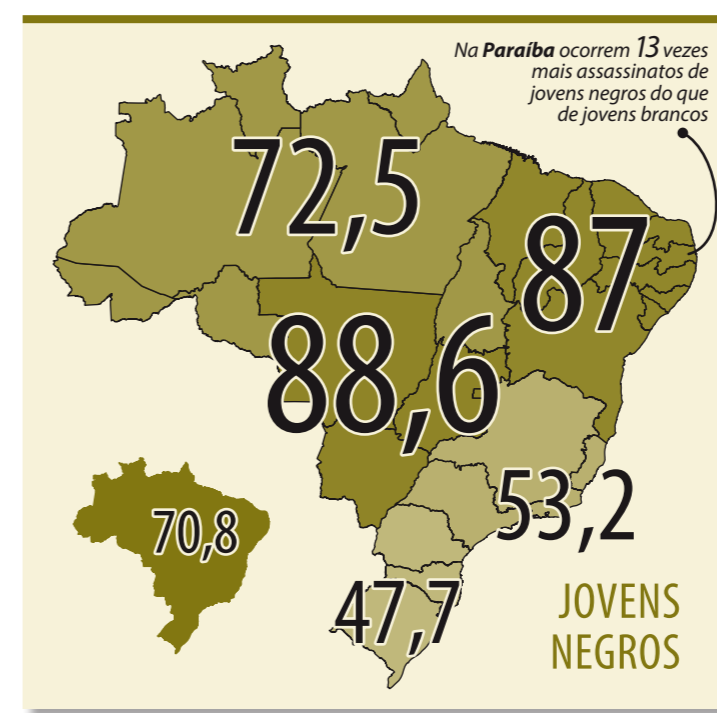 Na Paraíba ocorrem 13 vezes
mais assassinatos de
jovens negros do que
de jovens brancos
72,5
87
88,6
53,2
70,8
47,7
JOVENS
NEGROS